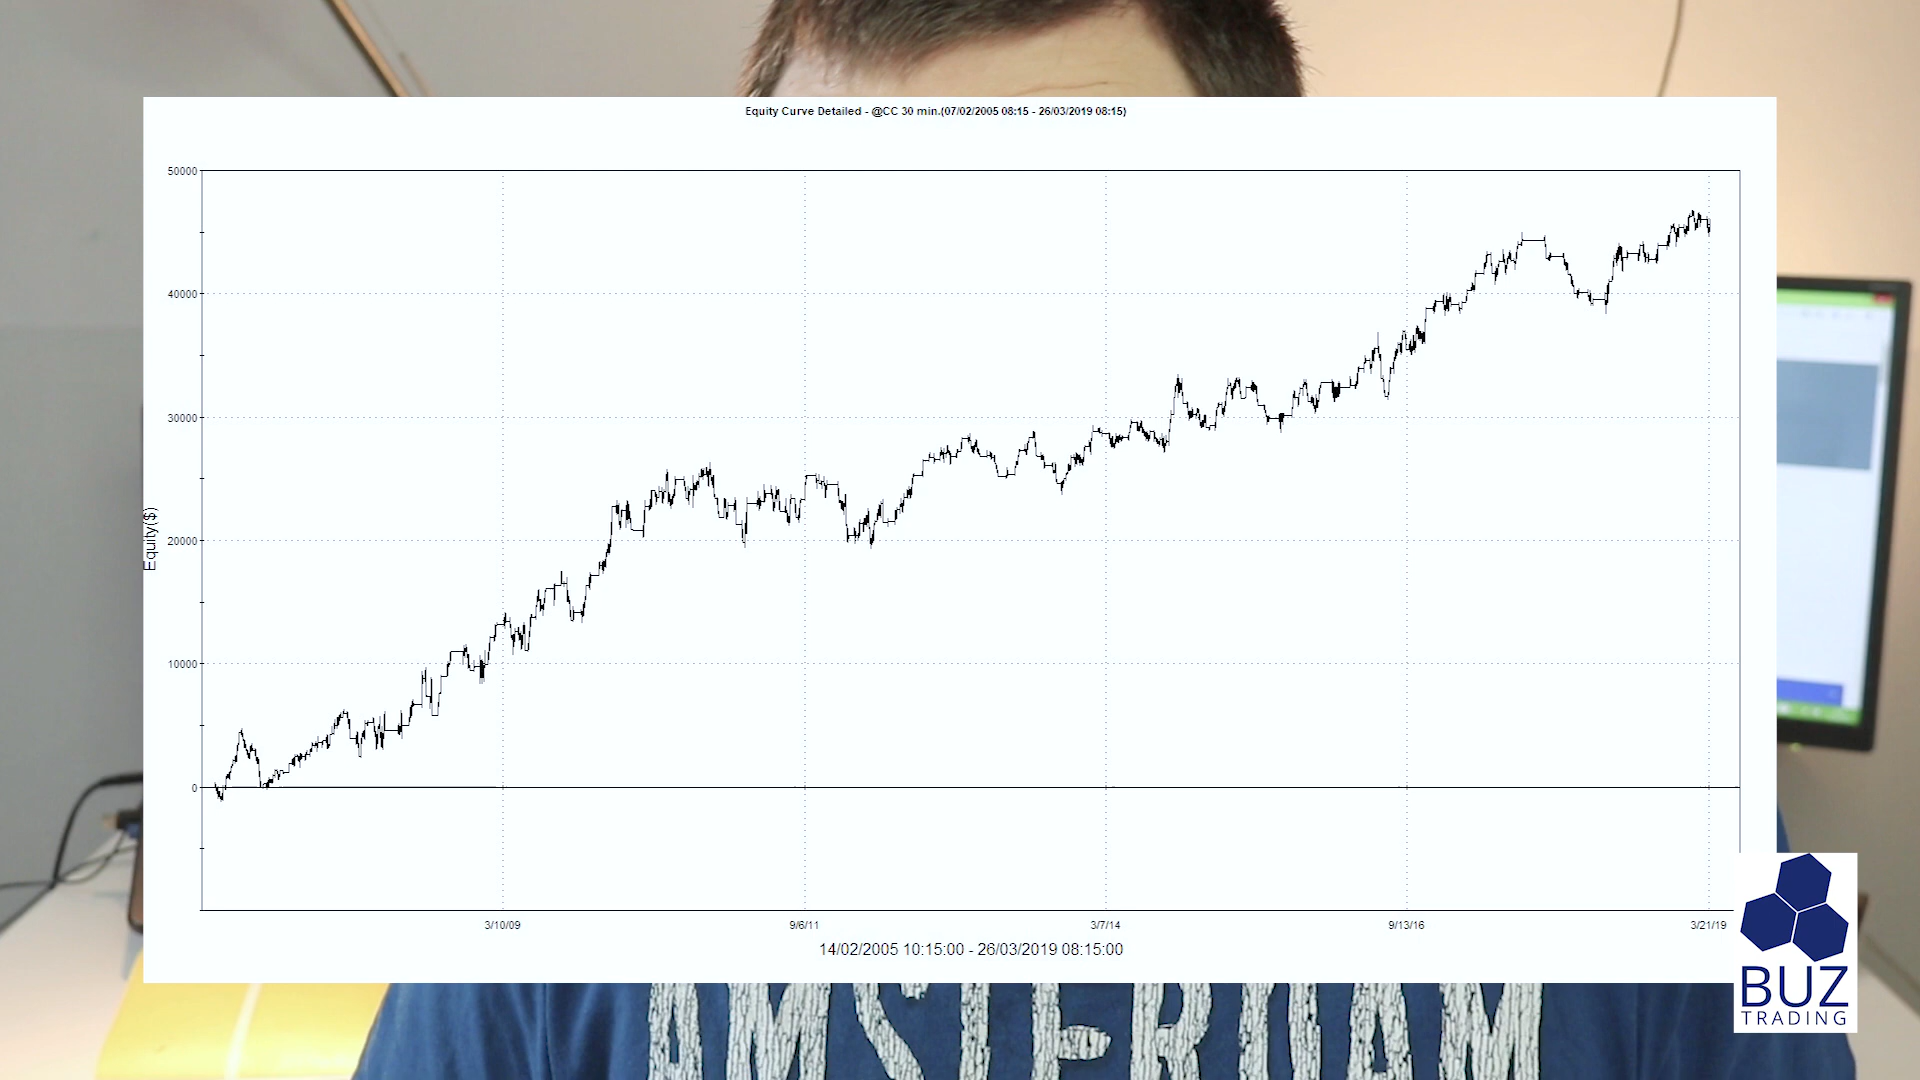 Equity Curve Detailed - @CC 30 min.(07/02/2005 08:15 - 26/03/2019 08:15)
50000
40000
30000
20000
10000
0
Equity($)
3/10/09
9/6/11
3/7/14
9/13/16
3/21/19
14/02/2005 10:15:00 - 26/03/2019 08:15:00
BUZ
TRADING
AMSTERDAM